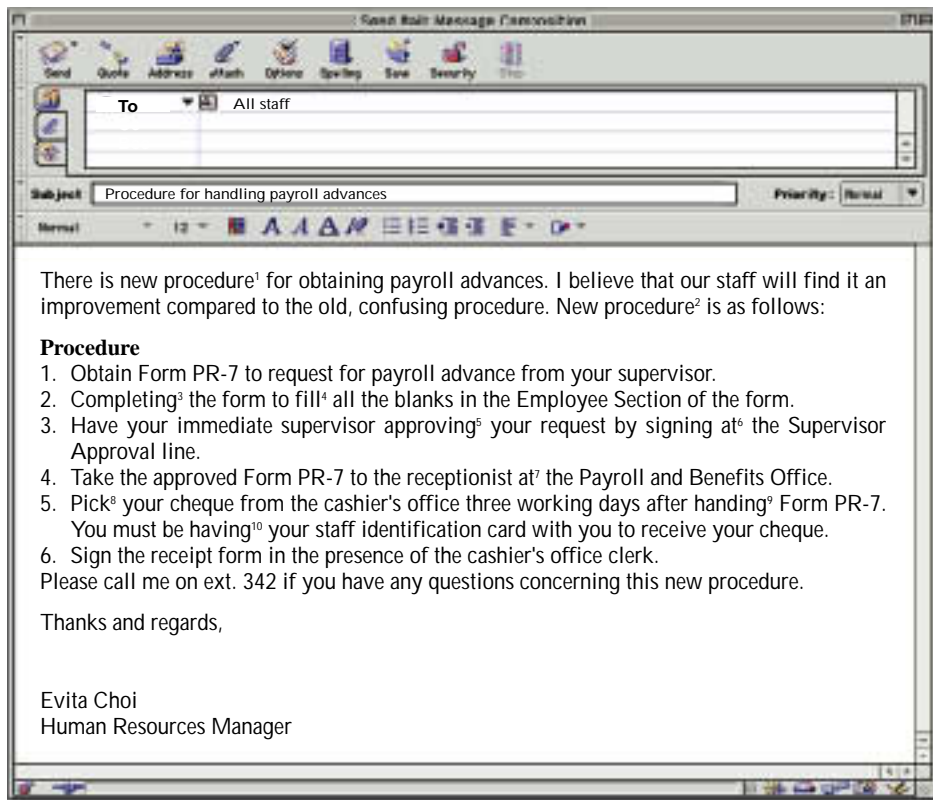 Send Mail: Message Composition
Send Quote Address Attach Options Spelling Save Security Stop
To All staff
Subject Procedure for handling payroll advances Priority: Normal
Normal 12
There is new procedure¹ for obtaining payroll advances. I believe that our staff will find it an
improvement compared to the old, confusing procedure. New procedure² is as follows:
Procedure
1. Obtain Form PR-7 to request for payroll advance from your supervisor.
2. Completing³ the form to fill⁴ all the blanks in the Employee Section of the form.
3. Have your immediate supervisor approving⁵ your request by signing at⁶ the Supervisor
Approval line.
4. Take the approved Form PR-7 to the receptionist at⁷ the Payroll and Benefits Office.
5. Pick⁸ your cheque from the cashier's office three working days after handing⁹ Form PR-7.
You must be having¹⁰ your staff identification card with you to receive your cheque.
6. Sign the receipt form in the presence of the cashier's office clerk.
Please call me on ext. 342 if you have any questions concerning this new procedure.
Thanks and regards,
Evita Choi
Human Resources Manager